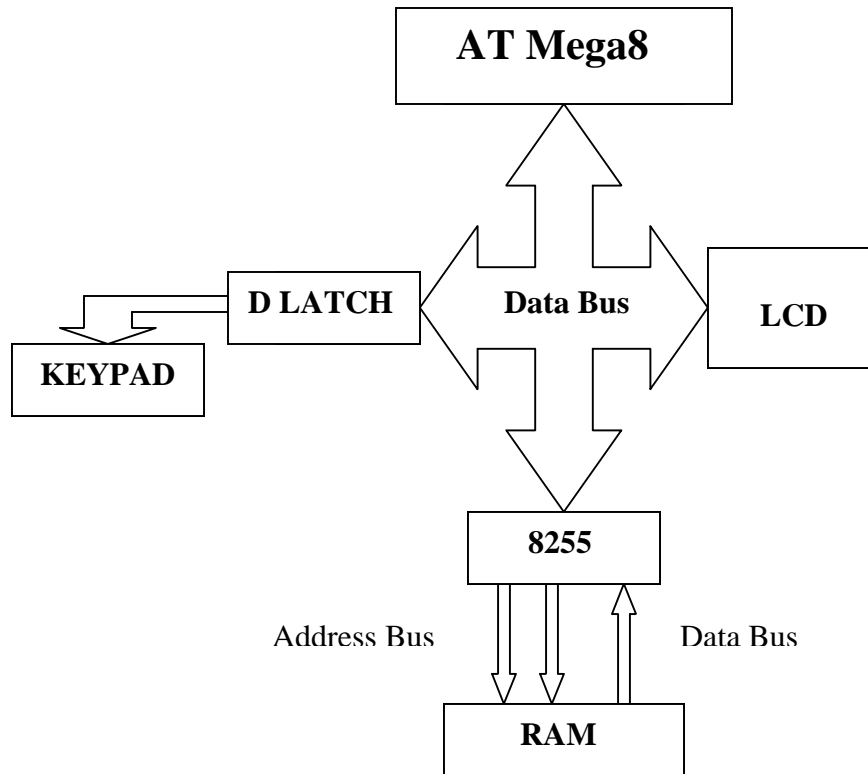 AT Mega8
D LATCH
Data Bus
LCD
KEYPAD
8255
Address Bus
Data Bus
RAM